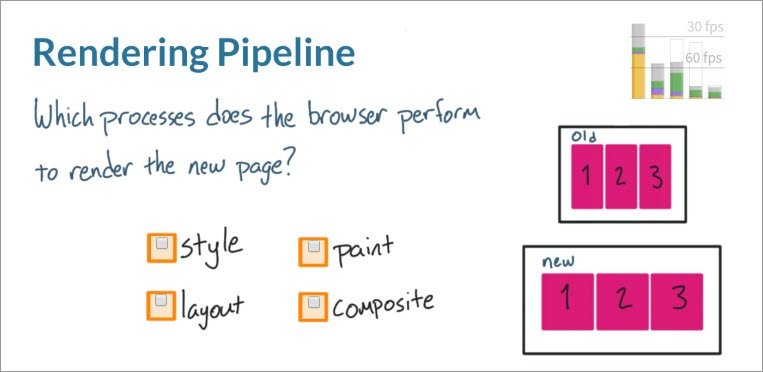 Rendering Pipeline
30 fps
60 fps
Which processes does the browser perform
to render the new page?
old
1 2 3
style
paint
layout
composite
new
1 2 3